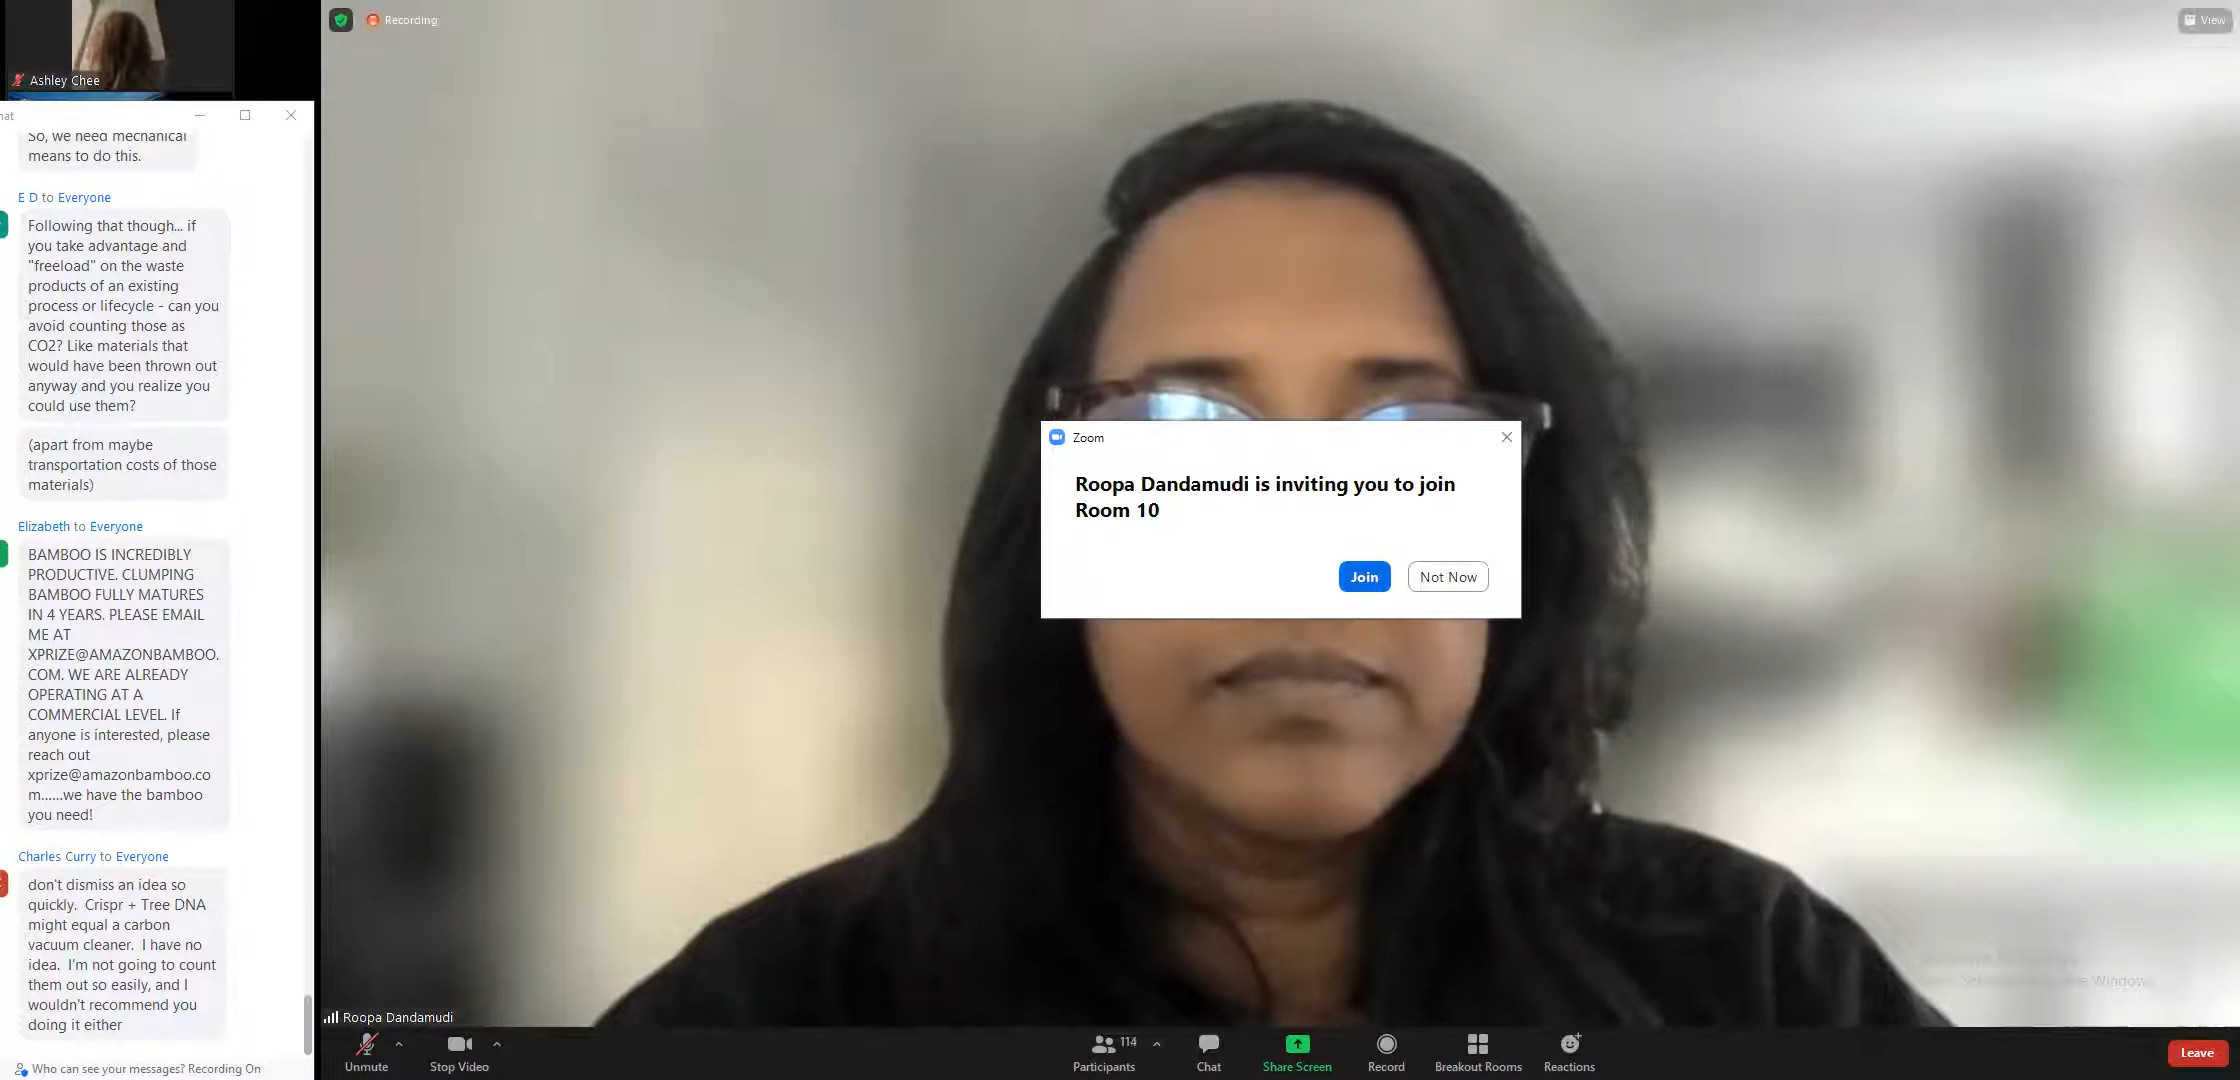 Recording
View
Ashley Chee
So, we need mechanical
means to do this.
E D to Everyone
Following that though... if
you take advantage and
"freeload" on the waste
products of an existing
process or lifecycle - can you
avoid counting those as
CO2? Like materials that
would have been thrown out
anyway and you realize you
could use them?
(apart from maybe
transportation costs of those
materials)
Elizabeth to Everyone
BAMBOO IS INCREDIBLY
PRODUCTIVE. CLUMPING
BAMBOO FULLY MATURES
IN 4 YEARS. PLEASE EMAIL
ME AT
XPRIZE@AMAZONBAMBOO.
COM. WE ARE ALREADY
OPERATING AT A
COMMERCIAL LEVEL. If
anyone is interested, please
reach out
xprize@amazonbamboo.co
m......we have the bamboo
you need!
Charles Curry to Everyone
don't dismiss an idea so
quickly.  Crispr + Tree DNA
might equal a carbon
vacuum cleaner.  I have no
idea.  I'm not going to count
them out so easily, and I
wouldn't recommend you
doing it either
Who can see your messages? Recording On
Zoom
Roopa Dandamudi is inviting you to join
Room 10
Join
Not Now
Roopa Dandamudi
Unmute
Stop Video
114
Participants
Chat
Share Screen
Record
Breakout Rooms
Reactions
Leave